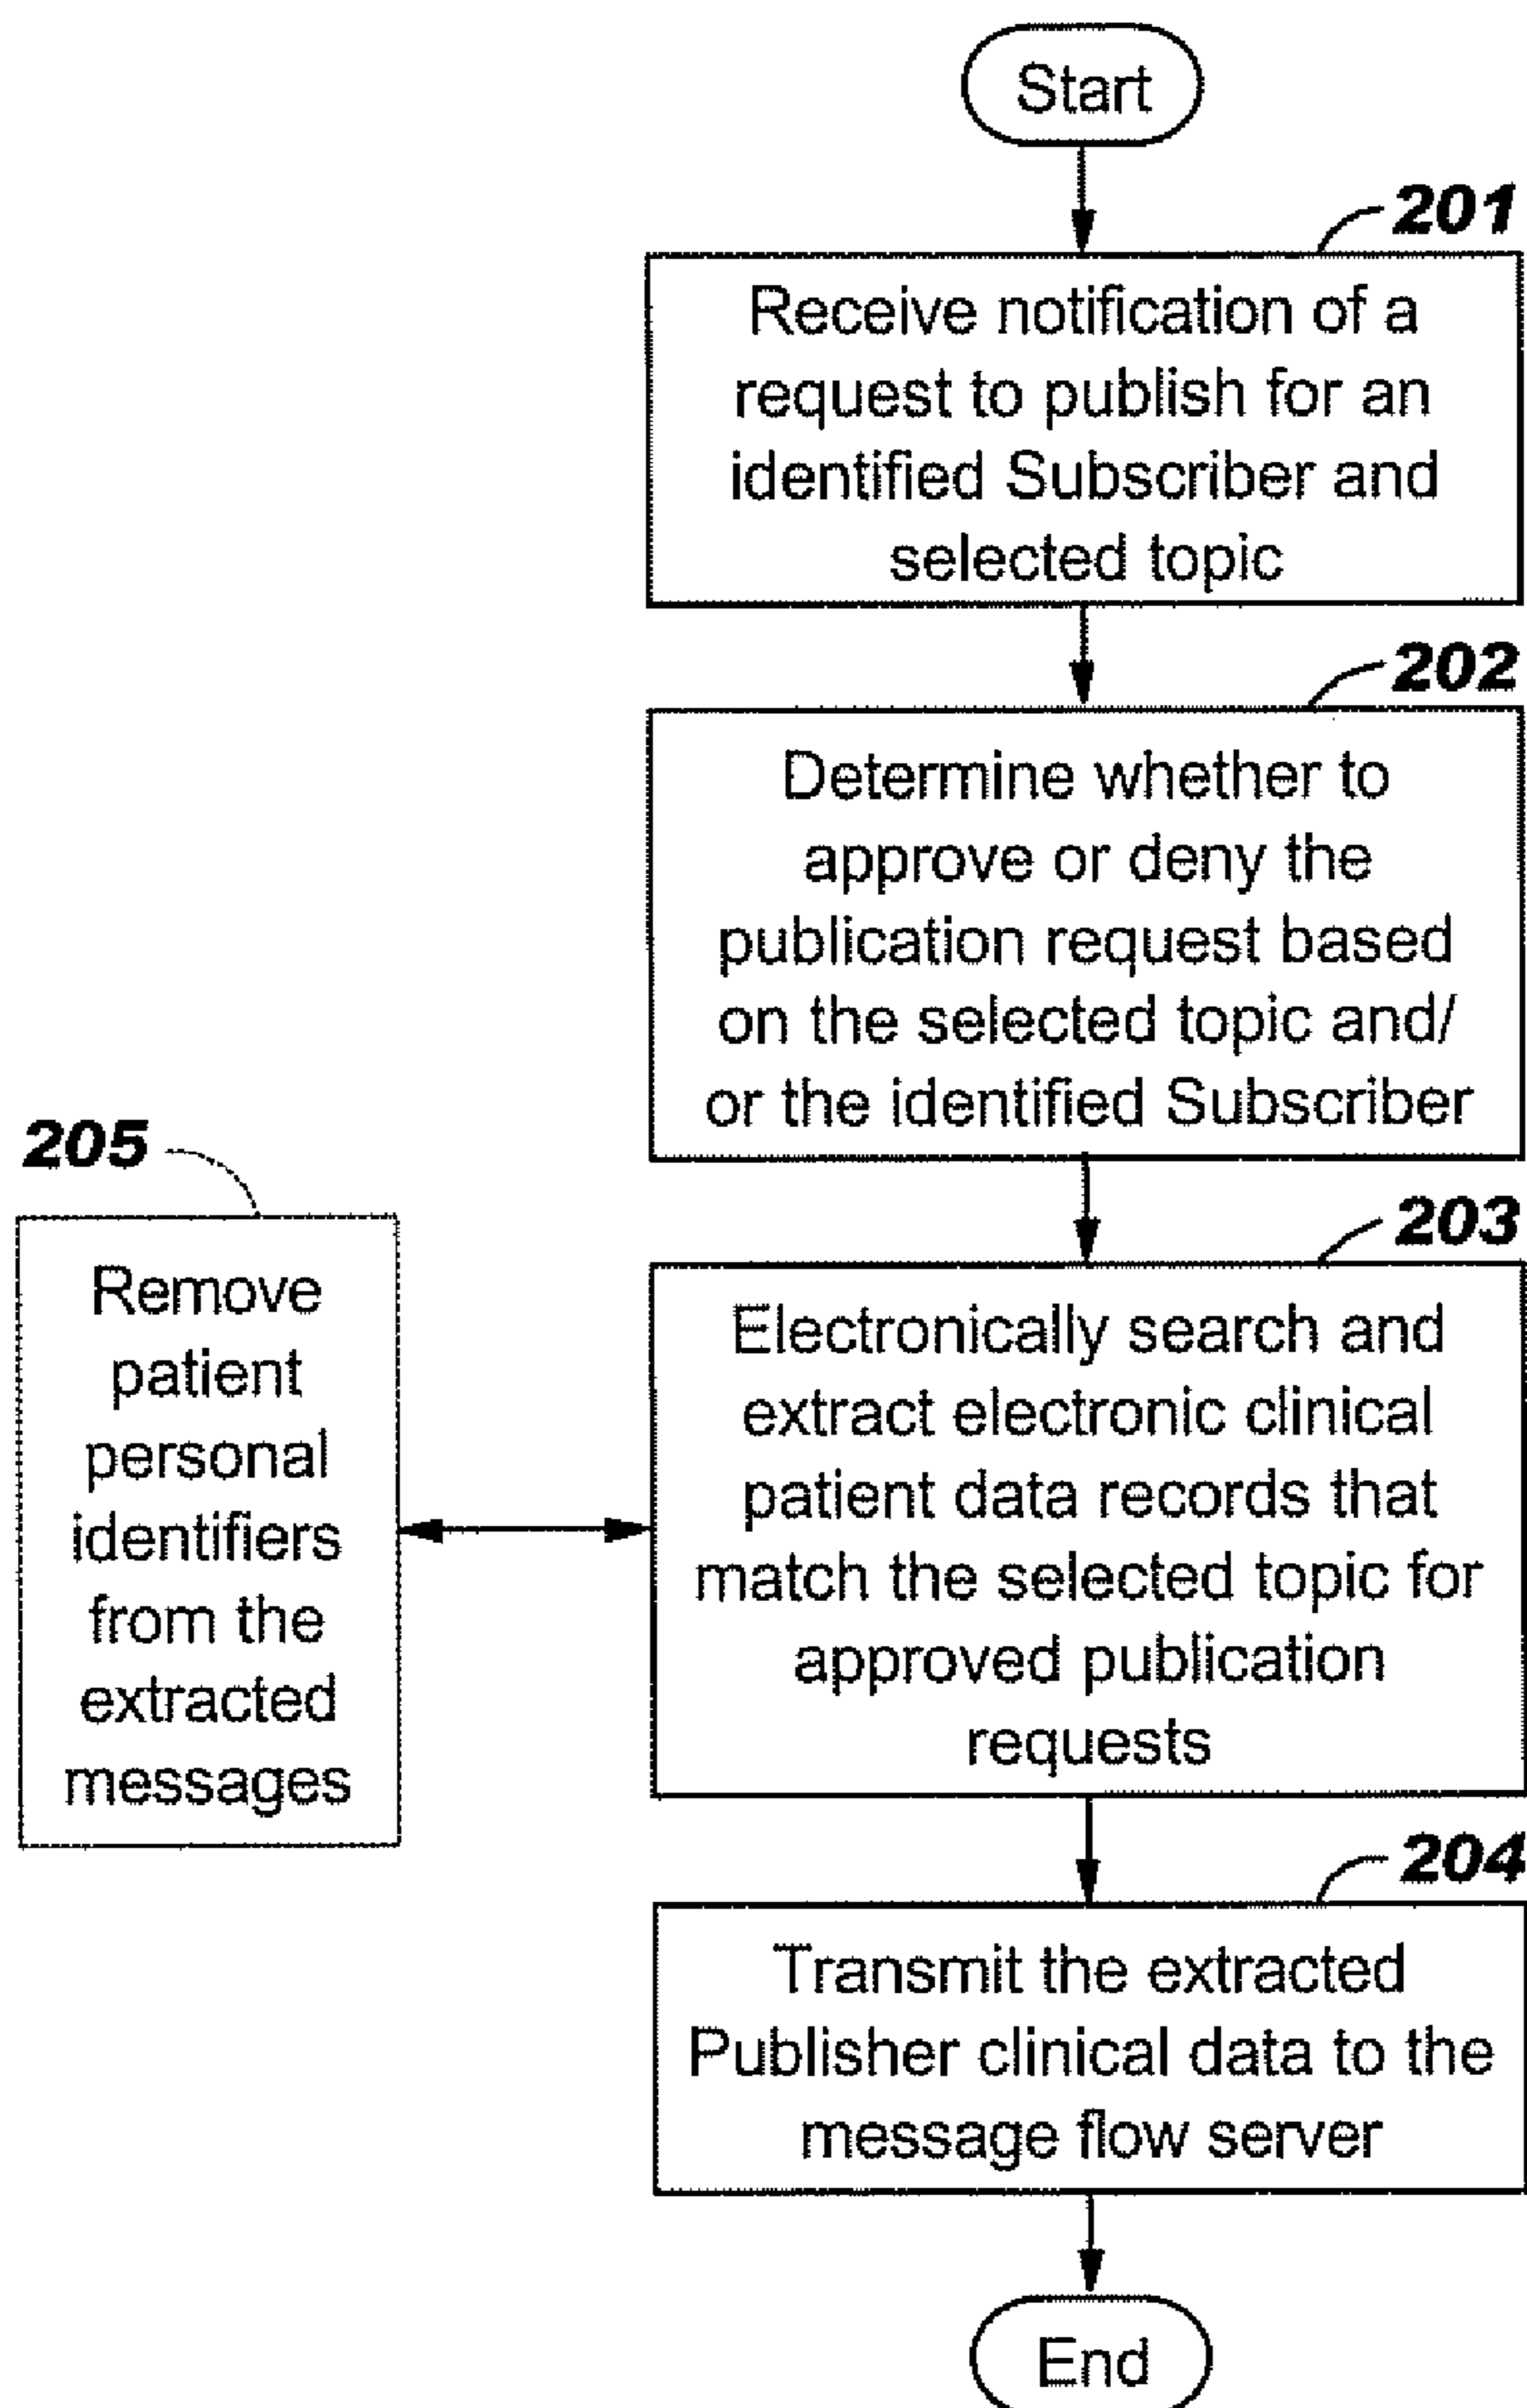 Start
201
Receive notification of a
request to publish for an
identified Subscriber and
selected topic
202
Determine whether to
approve or deny the
publication request based
on the selected topic and/
or the identified Subscriber
205
Remove
patient
personal
identifiers
from the
extracted
messages
203
Electronically search and
extract electronic clinical
patient data records that
match the selected topic for
approved publication
requests
204
Transmit the extracted
Publisher clinical data to the
message flow server
End